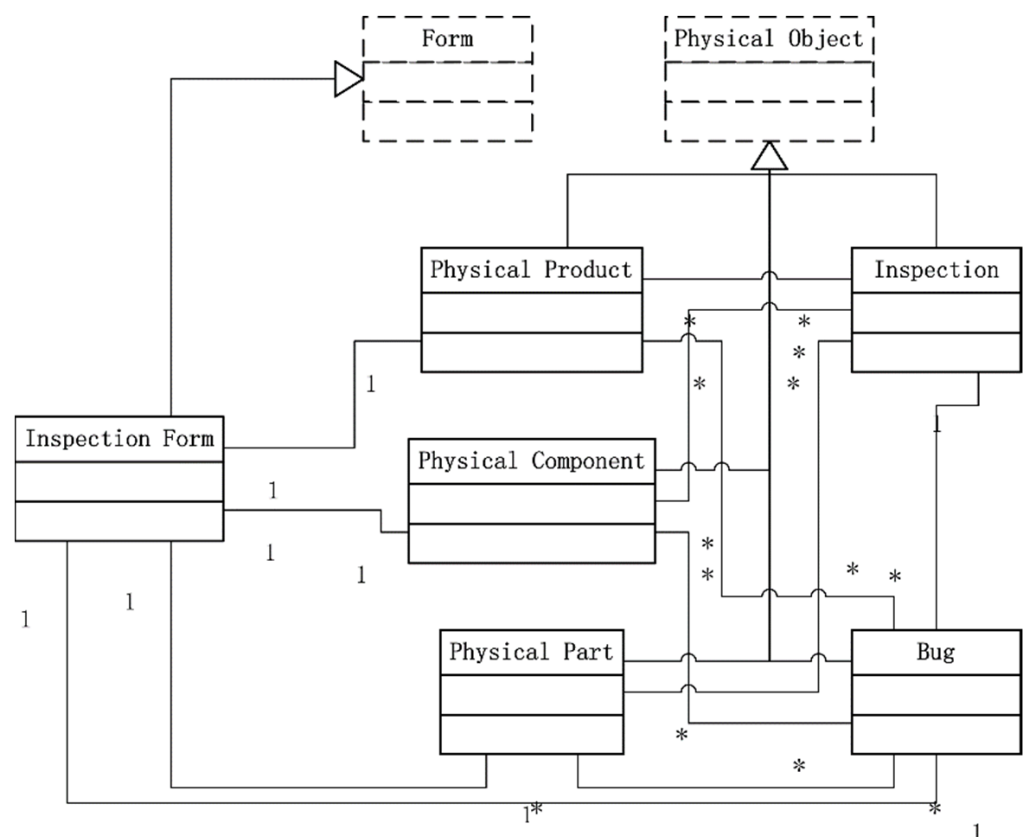 Form
Physical Object
Physical Product
Inspection
*
*
*
1
*
*
1
Inspection Form
Physical Component
1
1
*
1
*
*
*
1
1
Physical Part
Bug
*
*
1*
*
1